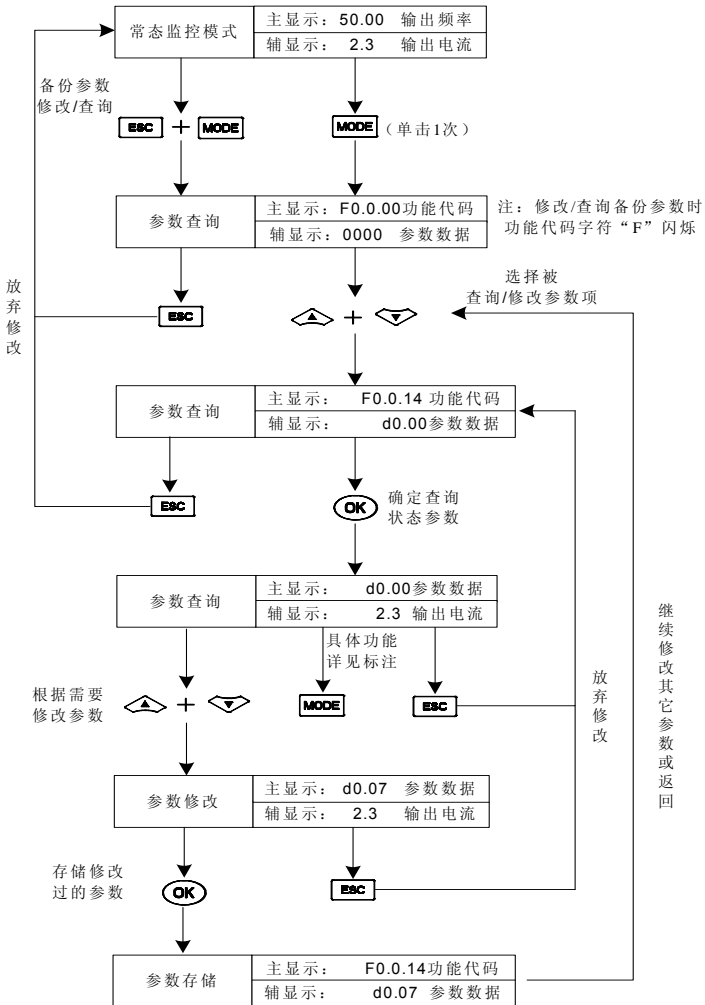 常态监控模式
主显示：50.00 输出频率
辅显示： 2.3 输出电流
备份参数
修改/查询
ESC + MODE
MODE （单击1次）
参数查询
主显示：F0.0.00功能代码
辅显示：0000 参数数据
注：修改/查询备份参数时
功能代码字符“F”闪烁
放弃修改
ESC
+
选择被
查询/修改参数项
参数查询
主显示： F0.0.14 功能代码
辅显示： d0.00参数数据
ESC
OK
确定查询
状态参数
参数查询
主显示： d0.00参数数据
辅显示： 2.3 输出电流
具体功能
详见标注
根据需要
修改参数
+
MODE
ESC
放弃修改
继续修改其它参数或返回
参数修改
主显示： d0.07 参数数据
辅显示： 2.3 输出电流
存储修改
过的参数
OK
ESC
参数存储
主显示： F0.0.14功能代码
辅显示： d0.07 参数数据